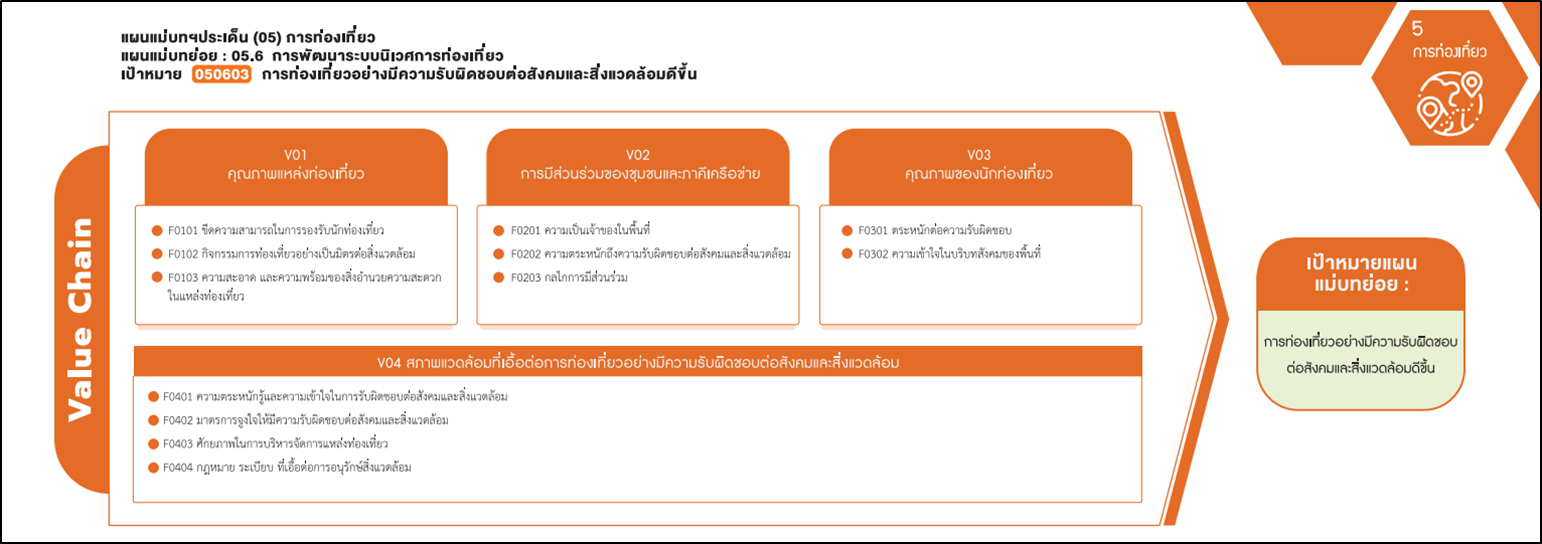 แผนแม่บทฯประเด็น (05) การท่องเที่ยว
แผนแม่บทย่อย : 05.6 การพัฒนาระบบนิเวศการท่องเที่ยว
เป้าหมาย 050603 การท่องเที่ยวอย่างมีความรับผิดชอบต่อสังคมและสิ่งแวดล้อมดีขึ้น
5
การท่องเที่ยว
Value Chain
V01
คุณภาพแหล่งท่องเที่ยว
F0101 ขีดความสามารถในการรองรับนักท่องเที่ยว
F0102 กิจกรรมการท่องเที่ยวอย่างเป็นมิตรต่อสิ่งแวดล้อม
F0103 ความสะอาด และความพร้อมของสิ่งอำนวยความสะดวก
ในแหล่งท่องเที่ยว
V02
การมีส่วนร่วมของชุมชนและภาคีเครือข่าย
F0201 ความเป็นเจ้าของในพื้นที่
F0202 ความตระหนักถึงความรับผิดชอบต่อสังคมและสิ่งแวดล้อม
F0203 กลไกการมีส่วนร่วม
V03
คุณภาพของนักท่องเที่ยว
F0301 ตระหนักต่อความรับผิดชอบ
F0302 ความเข้าใจในบริบทสังคมของพื้นที่
V04 สภาพแวดล้อมที่เอื้อต่อการท่องเที่ยวอย่างมีความรับผิดชอบต่อสังคมและสิ่งแวดล้อม
F0401 ความตระหนักรู้และความเข้าใจในการรับผิดชอบต่อสังคมและสิ่งแวดล้อม
F0402 มาตรการจูงใจให้มีความรับผิดชอบต่อสังคมและสิ่งแวดล้อม
F0403 ศักยภาพในการบริหารจัดการแหล่งท่องเที่ยว
F0404 กฎหมาย ระเบียบ ที่เอื้อต่อการอนุรักษ์สิ่งแวดล้อม
เป้าหมายแผน
แม่บทย่อย :
การท่องเที่ยวอย่างมีความรับผิดชอบ
ต่อสังคมและสิ่งแวดล้อมดีขึ้น